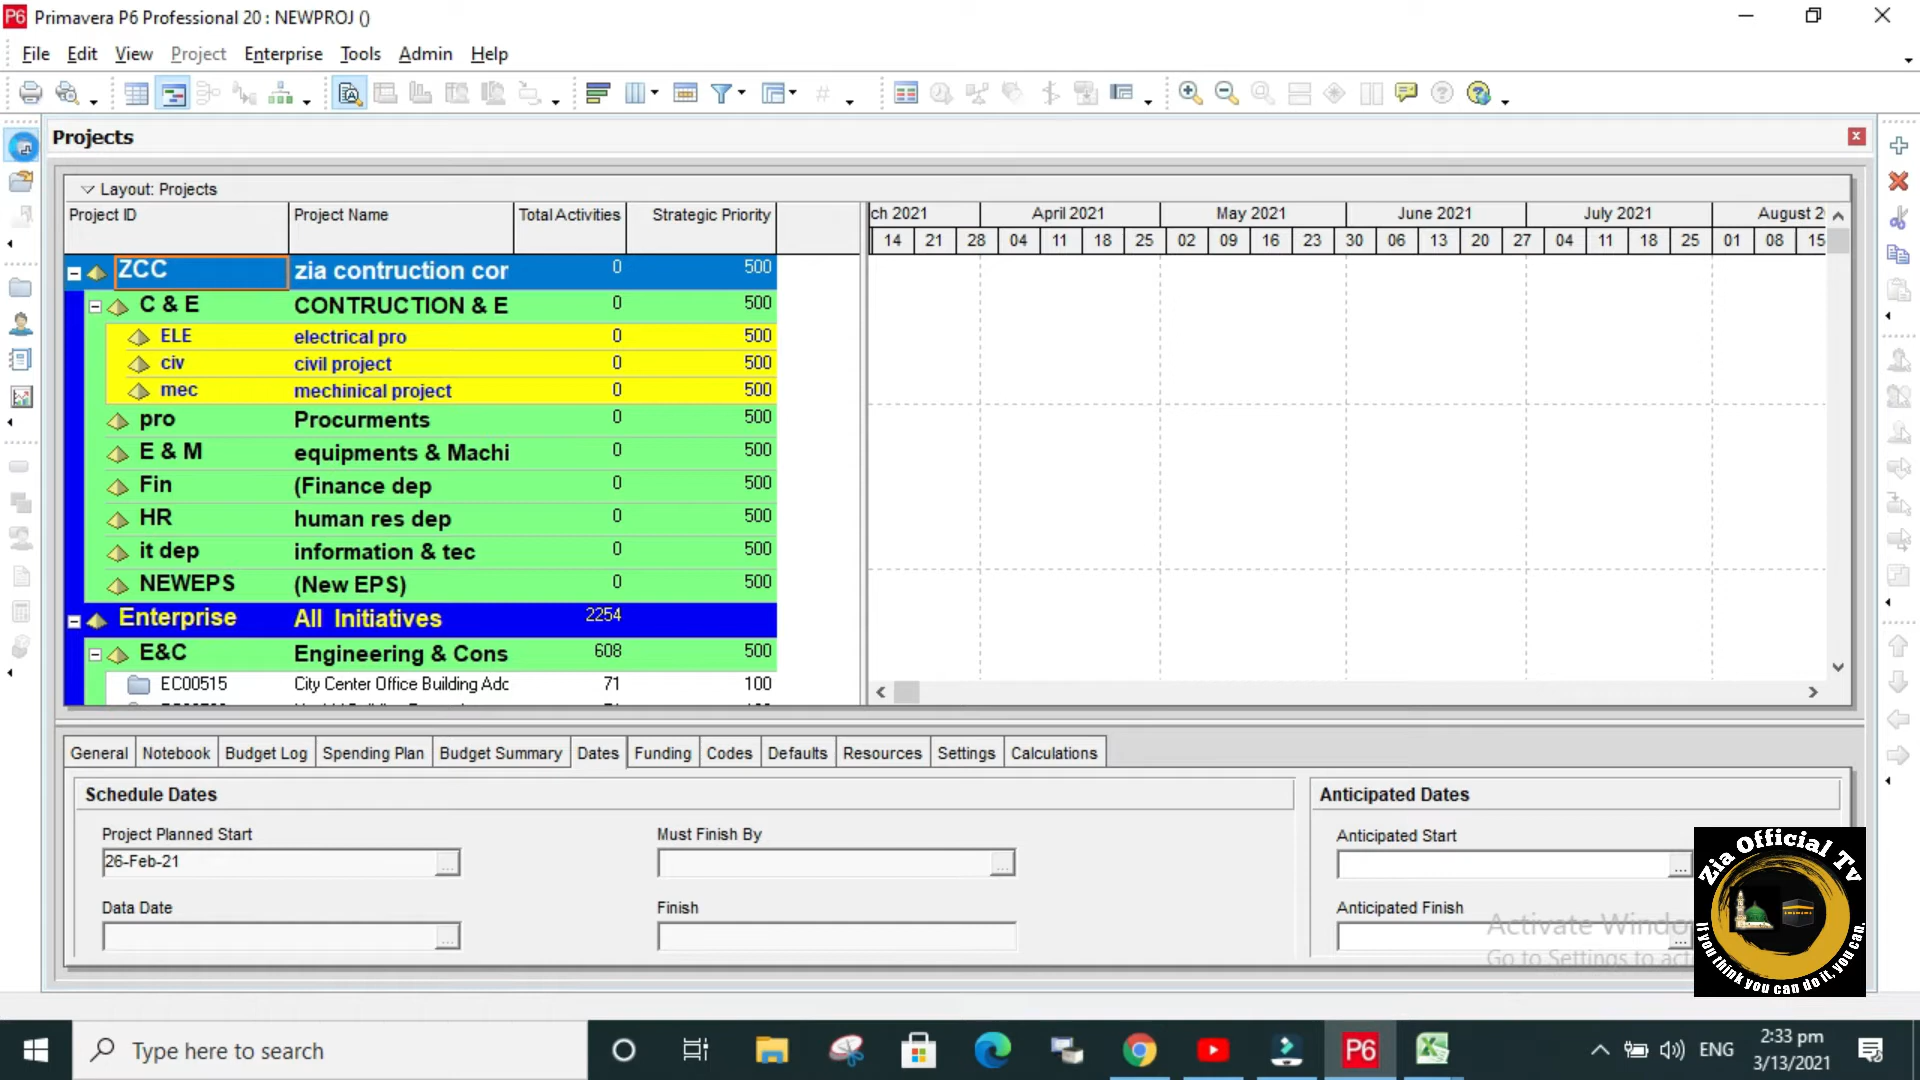 Primavera P6 Professional 20 : NEWPROJ ()
File Edit View Project Enterprise Tools Admin Help
Projects
Layout: Projects
Project ID Project Name Total Activities Strategic Priority
ch 2021 April 2021 May 2021 June 2021 July 2021 August 2
14 21 28 04 11 18 25 02 09 16 23 30 06 13 20 27 04 11 18 25 01 08 15
ZCC zia contruction cor 0 500
C & E CONTRUCTION & E 0 500
ELE electrical pro 0 500
civ civil project 0 500
mec mechinical project 0 500
pro Procurments 0 500
E & M equipments & Machi 0 500
Fin (Finance dep 0 500
HR human res dep 0 500
it dep information & tec 0 500
NEWEPS (New EPS) 0 500
Enterprise All Initiatives 2254
E&C Engineering & Cons 608 500
EC00515 City Center Office Building Adc 71 100
General Notebook Budget Log Spending Plan Budget Summary Dates Funding Codes Defaults Resources Settings Calculations
Schedule Dates Anticipated Dates
Project Planned Start Must Finish By Anticipated Start
26-Feb-21
Data Date Finish Anticipated Finish
Activate Windo
Go to Settings to act
Zia Official Tv
If you think you can do it, you can.
Type here to search
P6
ENG
2:33 pm
3/13/2021